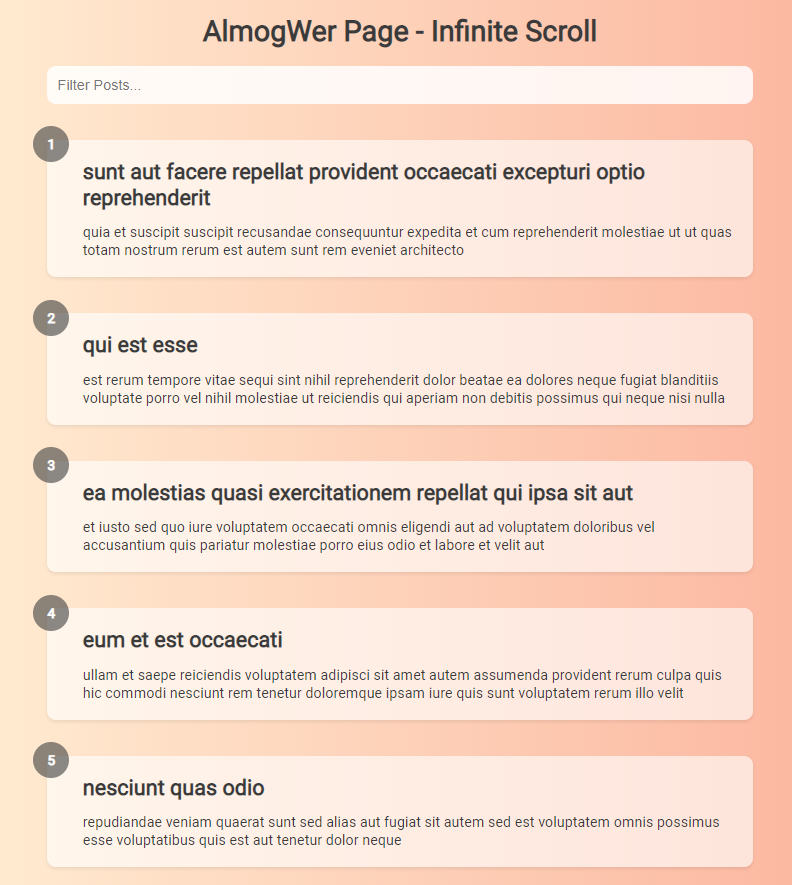 AlmogWer Page - Infinite Scroll
Filter Posts...
1
sunt aut facere repellat provident occaecati excepturi optio
reprehenderit
quia et suscipit suscipit recusandae consequuntur expedita et cum reprehenderit molestiae ut ut quas
totam nostrum rerum est autem sunt rem eveniet architecto
2
qui est esse
est rerum tempore vitae sequi sint nihil reprehenderit dolor beatae ea dolores neque fugiat blanditiis
voluptate porro vel nihil molestiae ut reiciendis qui aperiam non debitis possimus qui neque nisi nulla
3
ea molestias quasi exercitationem repellat qui ipsa sit aut
et iusto sed quo iure voluptatem occaecati omnis eligendi aut ad voluptatem doloribus vel
accusantium quis pariatur molestiae porro eius odio et labore et velit aut
4
eum et est occaecati
ullam et saepe reiciendis voluptatem adipisci sit amet autem assumenda provident rerum culpa quis
hic commodi nesciunt rem tenetur doloremque ipsam iure quis sunt voluptatem rerum illo velit
5
nesciunt quas odio
repudiandae veniam quaerat sunt sed alias aut fugiat sit autem sed est voluptatem omnis possimus
esse voluptatibus quis est aut tenetur dolor neque